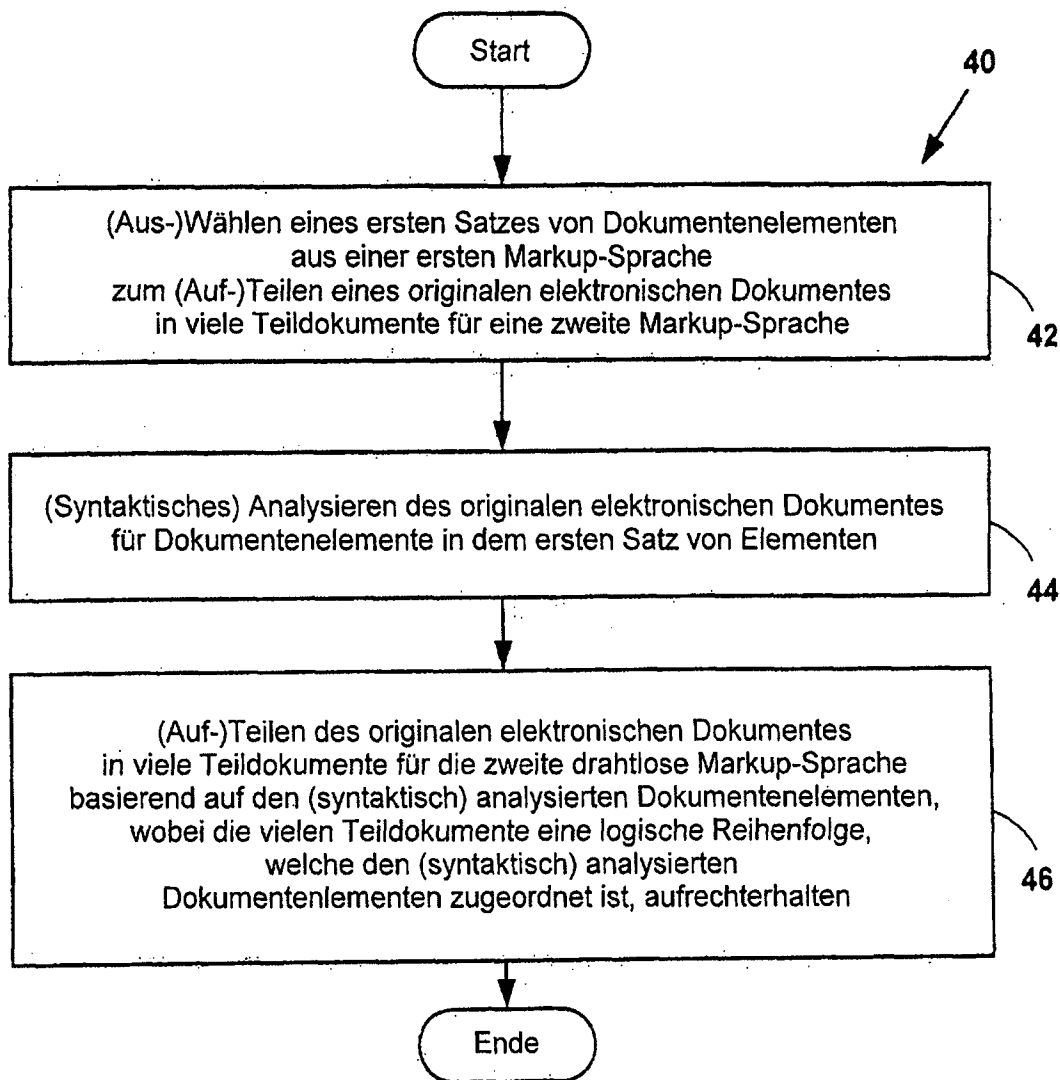 Start
40
(Aus-)Wählen eines ersten Satzes von Dokumentenelementen
aus einer ersten Markup-Sprache
zum (Auf-)Teilen eines originalen elektronischen Dokumentes
in viele Teildokumente für eine zweite Markup-Sprache
42
(Syntaktisches) Analysieren des originalen elektronischen Dokumentes
für Dokumentenelemente in dem ersten Satz von Elementen
44
(Auf-)Teilen des originalen elektronischen Dokumentes
in viele Teildokumente für die zweite drahtlose Markup-Sprache
basierend auf den (syntaktisch) analysierten Dokumentenelementen,
wobei die vielen Teildokumente eine logische Reihenfolge,
welche den (syntaktisch) analysierten
Dokumentenlementen zugeordnet ist, aufrechterhalten
46
Ende